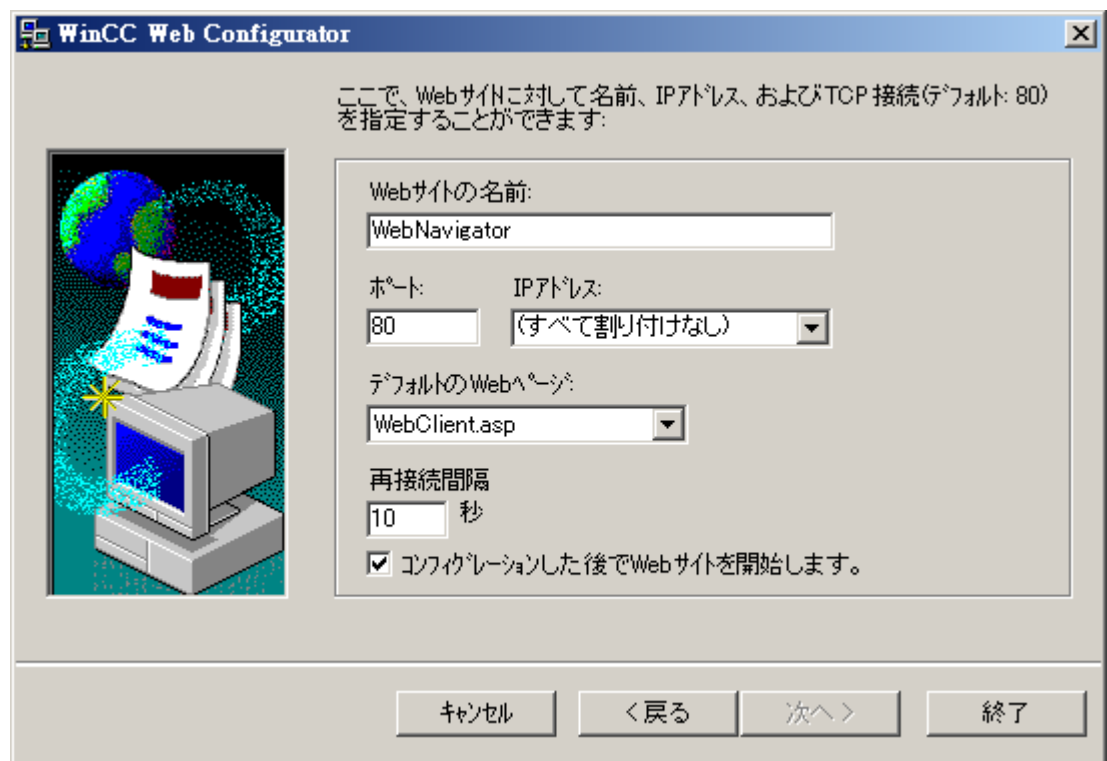 WinCC Web Configurator
ここで、Webｻｲﾄに対して名前、IPｱﾄﾞﾚｽ、およびTCP接続(ﾃﾞﾌｫﾙﾄ: 80)
を指定することができます:
Webｻｲﾄの名前:
WebNavigator
ﾎﾟｰﾄ: IPｱﾄﾞﾚｽ:
80 (すべて割り付けなし)
ﾃﾞﾌｫﾙﾄのWebﾍﾟｰｼﾞ:
WebClient.asp
再接続間隔
10 秒
ｺﾝﾌｨｸﾞﾚｰｼｮﾝした後でWebｻｲﾄを開始します。
ｷｬﾝｾﾙ <戻る 次へ> 終了